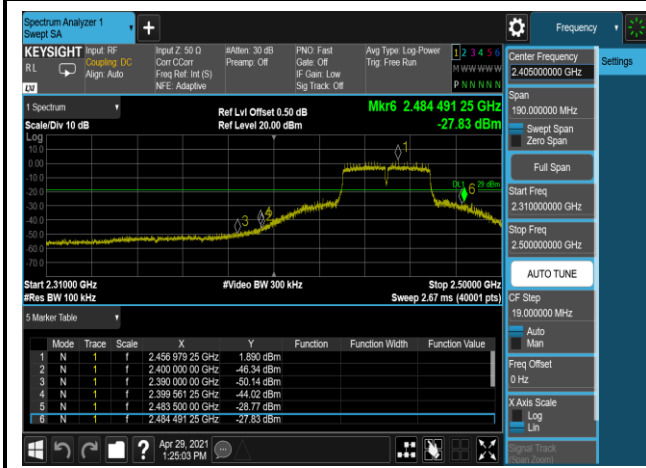 Spectrum Analyzer 1
Swept SA
Frequency
KEYSIGHT
RL
Input: RF
Coupling: DC
Align: Auto
Input Z: 50 Ω
Corr CCorr
Freq Ref: Int (S)
NFE: Adaptive
#Atten: 30 dB
Preamp: Off
PNO: Fast
Gate: Off
IF Gain: Low
Sig Track: Off
Avg Type: Log-Power
Trig: Free Run
1 2 3 4 5 6
M W W W W W
P N N N N N
LXI
1 Spectrum
Scale/Div 10 dB
Ref Lvl Offset 0.50 dB
Ref Level 20.00 dBm
Mkr6 2.484 491 25 GHz
-27.83 dBm
Log
10.0
0.00
-10.0
-20.0
-30.0
-40.0
-50.0
-60.0
-70.0
1
3
6
Start 2.31000 GHz
#Res BW 100 kHz
#Video BW 300 kHz
Stop 2.50000 GHz
Sweep 2.67 ms (40001 pts)
5 Marker Table
Mode Trace Scale X Y Function Function Width Function Value
1 N 1 f 2.456 979 25 GHz 1.890 dBm
2 N 1 f 2.400 000 00 GHz -46.34 dBm
3 N 1 f 2.390 000 00 GHz -50.14 dBm
4 N 1 f 2.399 561 25 GHz -44.02 dBm
5 N 1 f 2.483 500 00 GHz -28.77 dBm
6 N 1 f 2.484 491 25 GHz -27.83 dBm
Apr 29, 2021
1:25:03 PM
Center Frequency
2.405000000 GHz
Settings
Span
190.000000 MHz
Swept Span
Zero Span
Full Span
Start Freq
2.310000000 GHz
Stop Freq
2.500000000 GHz
AUTO TUNE
CF Step
19.000000 MHz
Auto
Man
Freq Offset
0 Hz
X Axis Scale
Log
Lin
Signal Track
(Span Zoom)